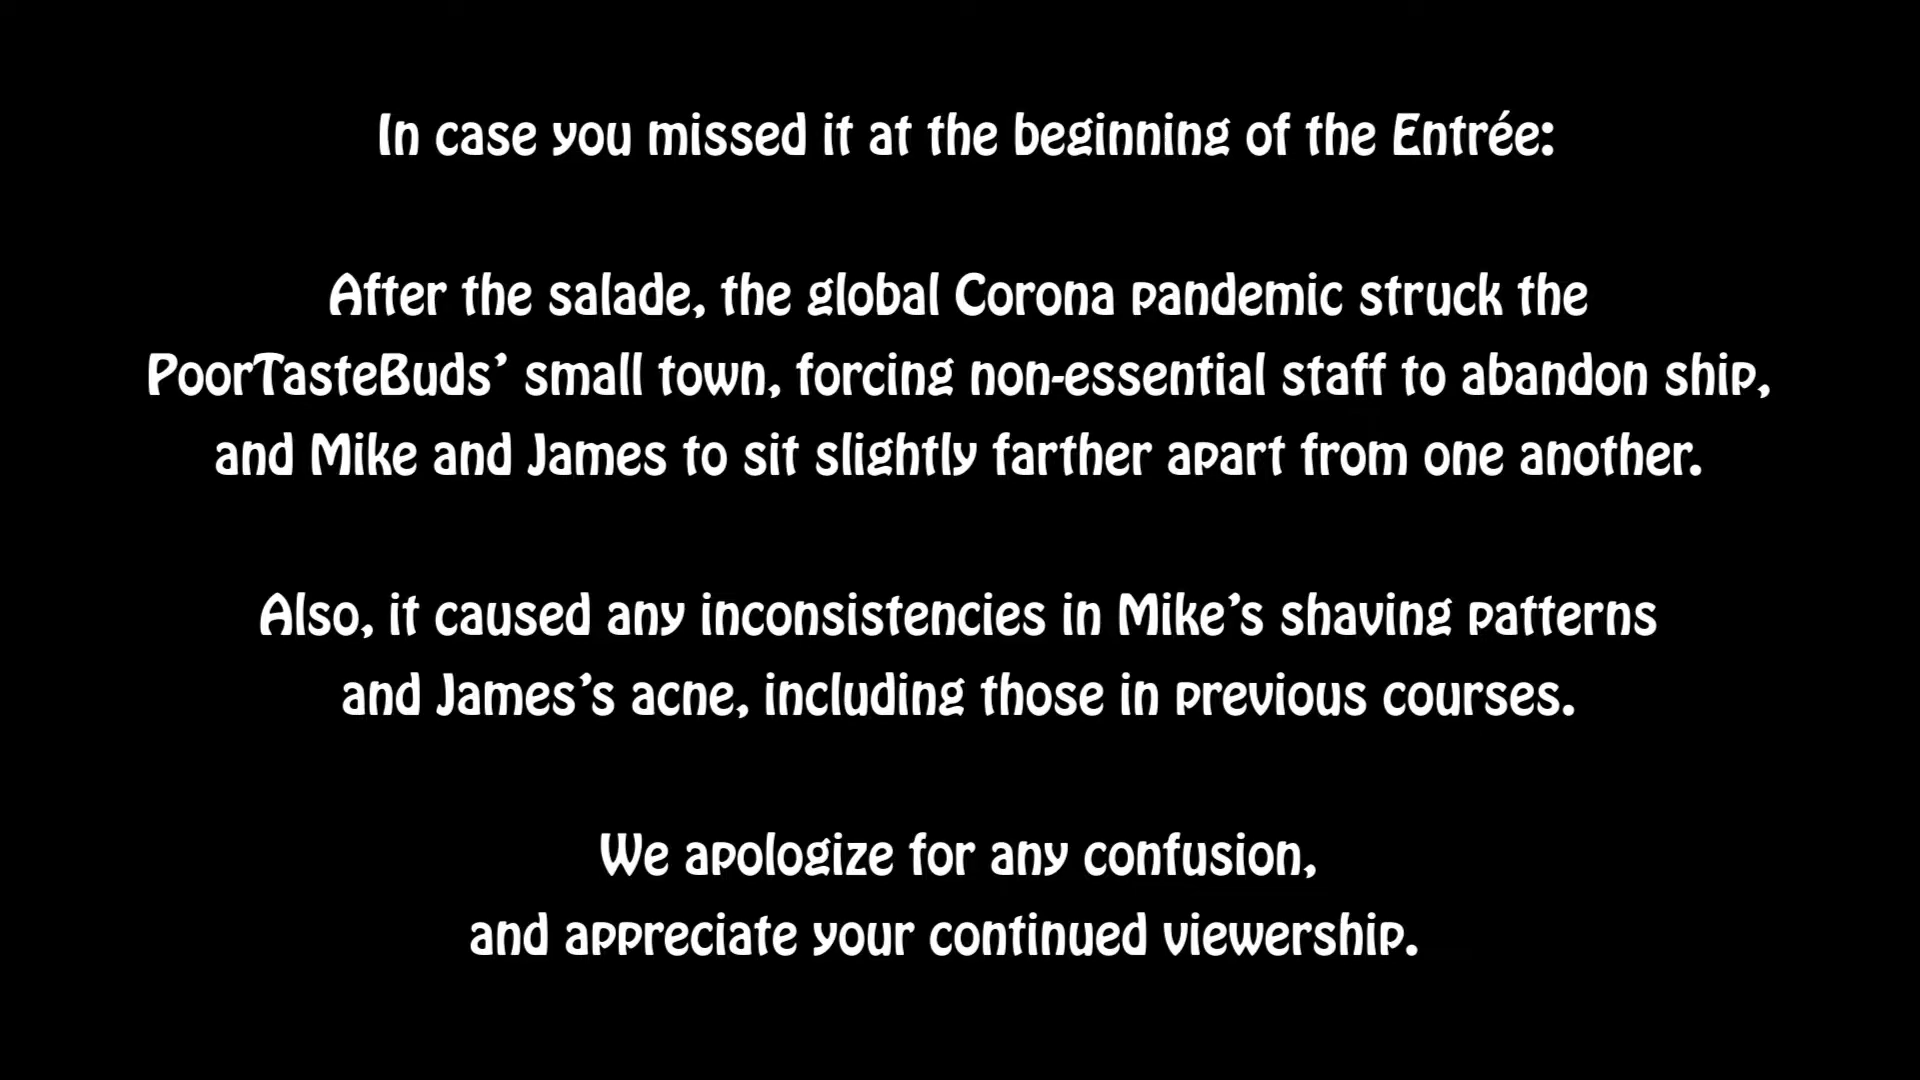 In case you missed it at the beginning of the Entrée:
After the salade, the global Corona pandemic struck the
PoorTasteBuds’ small town, forcing non-essential staff to abandon ship,
and Mike and James to sit slightly farther apart from one another.
Also, it caused any inconsistencies in Mike’s shaving patterns
and James’s acne, including those in previous courses.
We apologize for any confusion,
and appreciate your continued viewership.